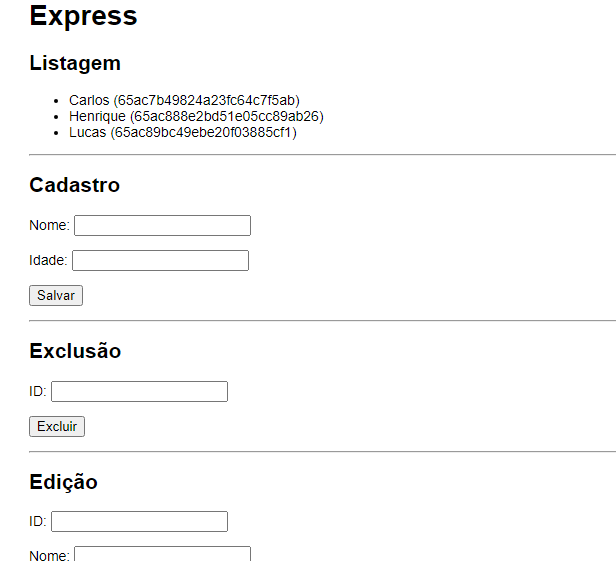 Express
Listagem
Carlos (65ac7b49824a23fc64c7f5ab)
Henrique (65ac888e2bd51e05cc89ab26)
Lucas (65ac89bc49ebe20f03885cf1)
Cadastro
Nome:
Idade:
Salvar
Exclusão
ID:
Excluir
Edição
ID:
Nome: